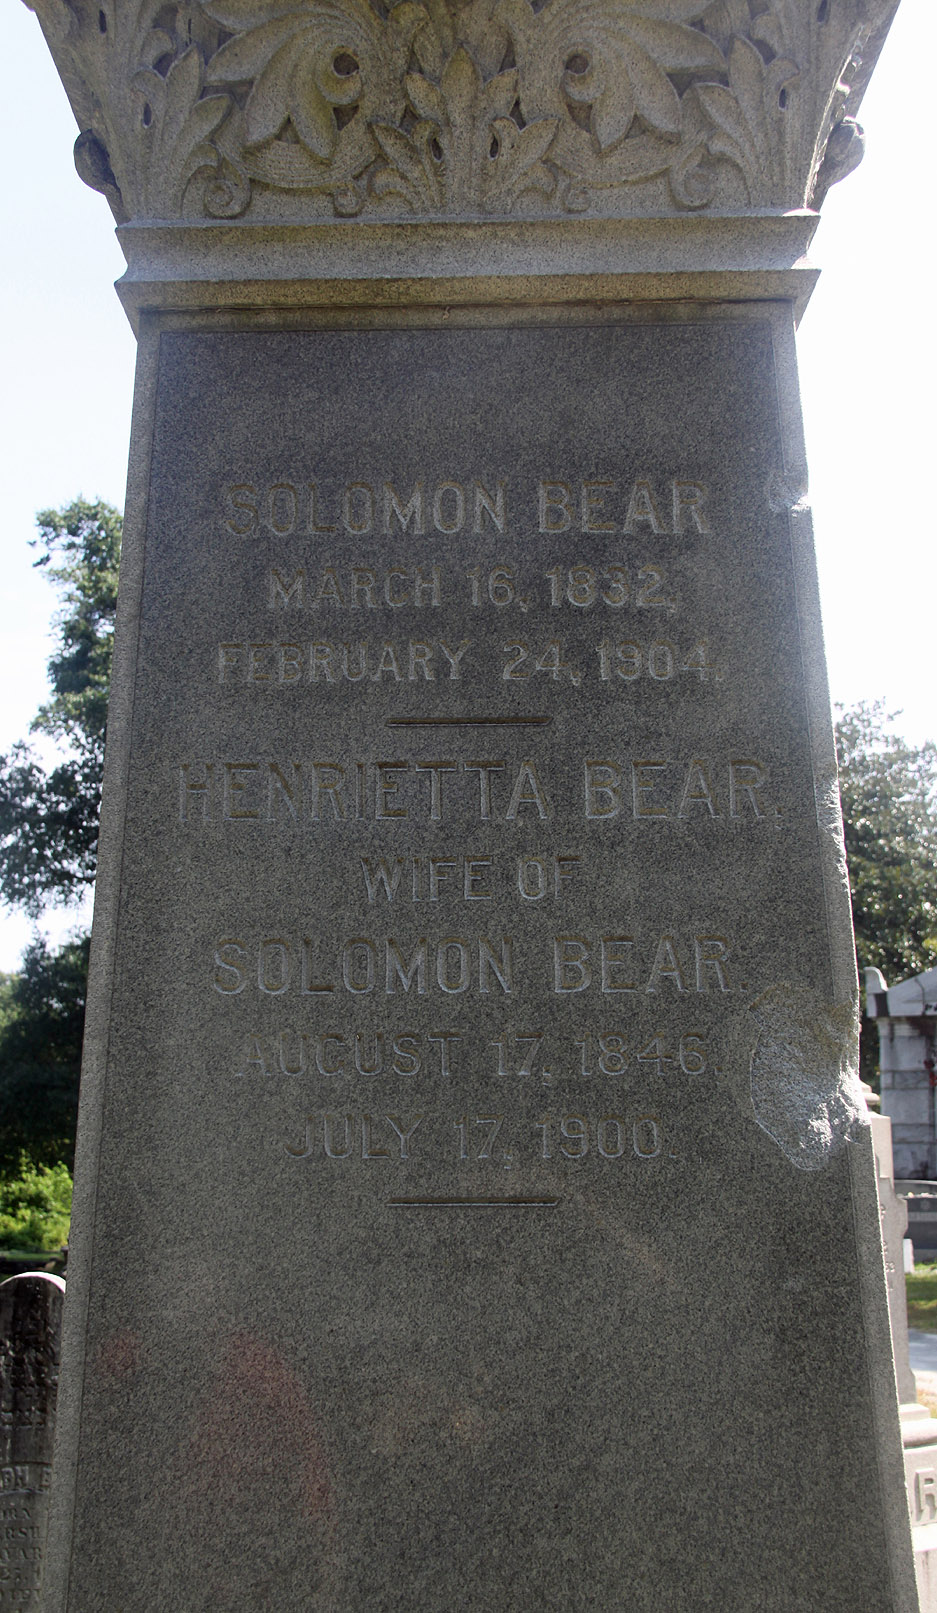 SOLOMON BEAR
MARCH 16, 1832,
FEBRUARY 24, 1904.
HENRIETTA BEAR.
WIFE OF
SOLOMON BEAR.
AUGUST 17, 1846.
JULY 17, 1900.